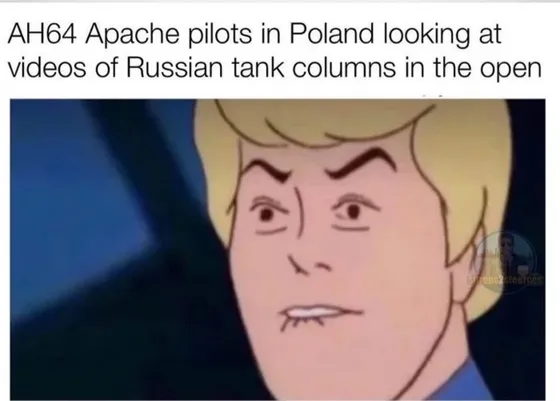 AH64 Apache pilots in Poland looking at
videos of Russian tank columns in the open